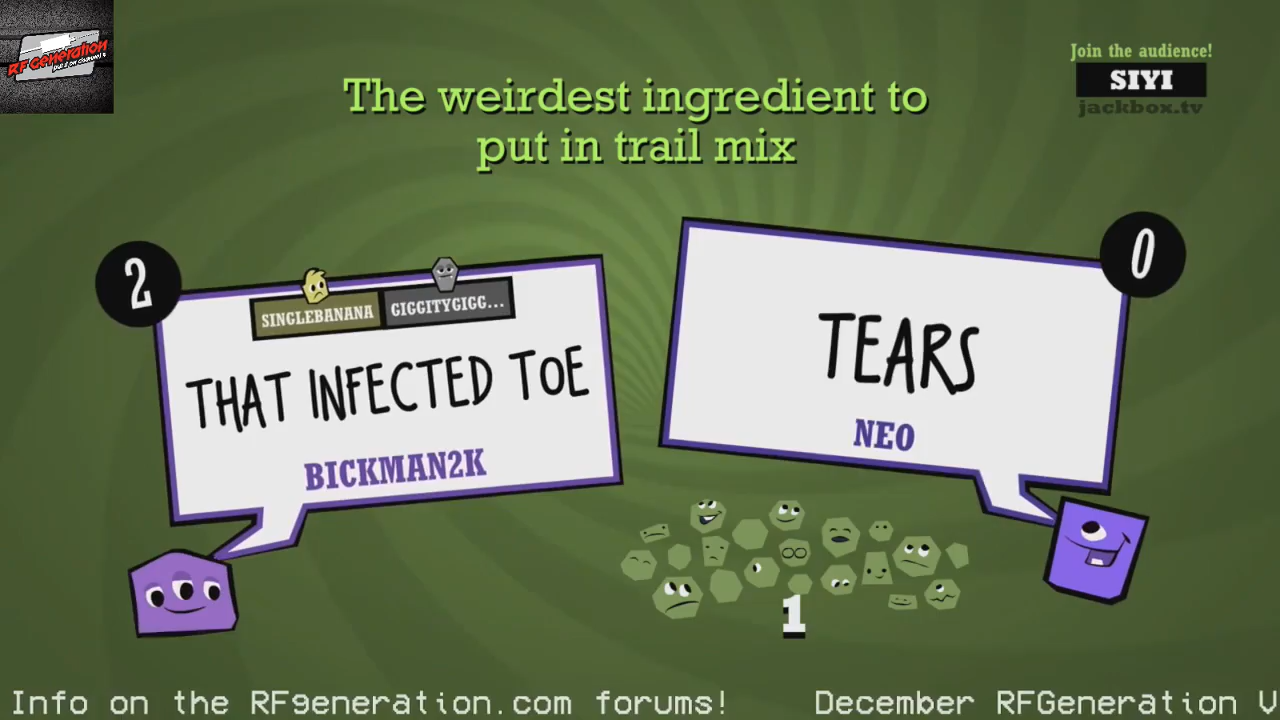 RF Generation
Join the audience!
SIYI
jackbox.tv
The weirdest ingredient to
put in trail mix
2
SINGLEBANANA
GIGGITYGIGG...
THAT INFECTED TOE
BICKMAN2K
0
TEARS
NEO
1
Info on the RFgeneration.com forums! December RFGeneration V